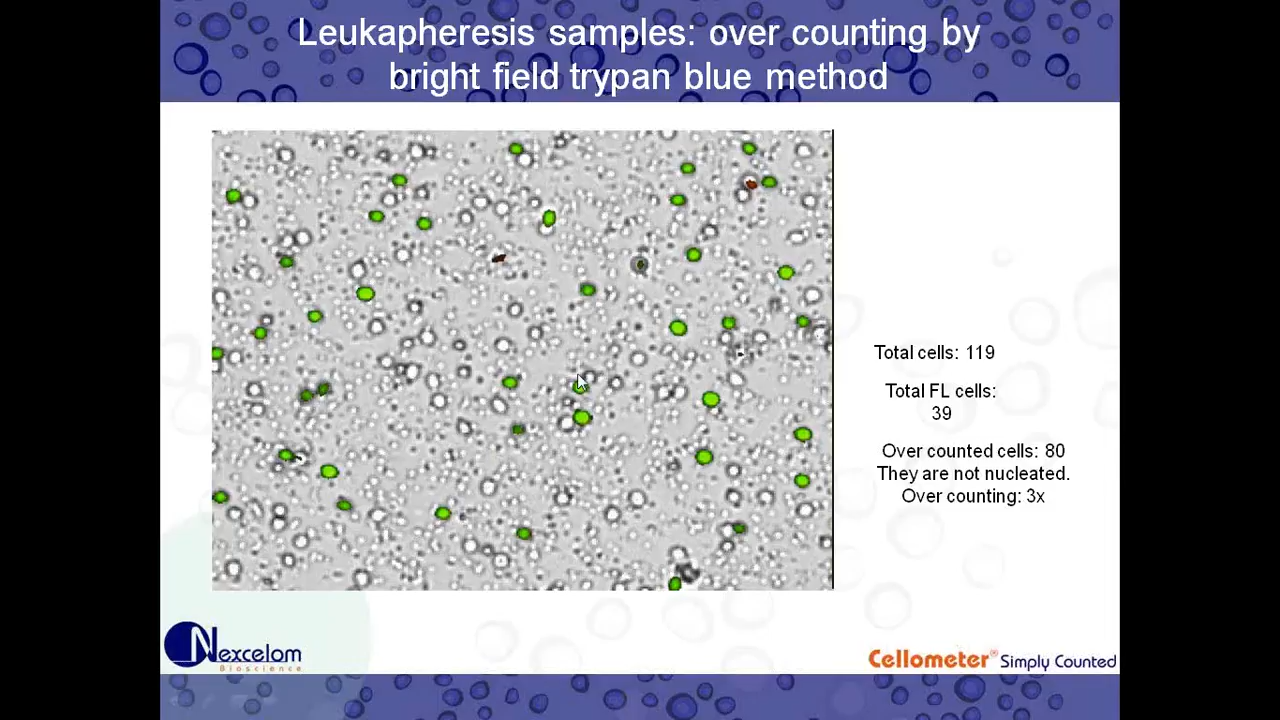 Leukapheresis samples: over counting by
bright field trypan blue method
Total cells: 119
Total FL cells:
39
Over counted cells: 80
They are not nucleated.
Over counting: 3x
Nexcelom
Bioscience
Cellometer® Simply Counted